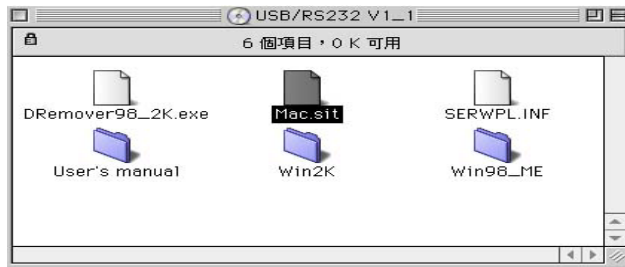 USB/RS232 V1_1
6 個項目，0 K 可用
DRemover98_2K.exe
Mac.sit
SERWPL.INF
User's manual
Win2K
Win98_ME